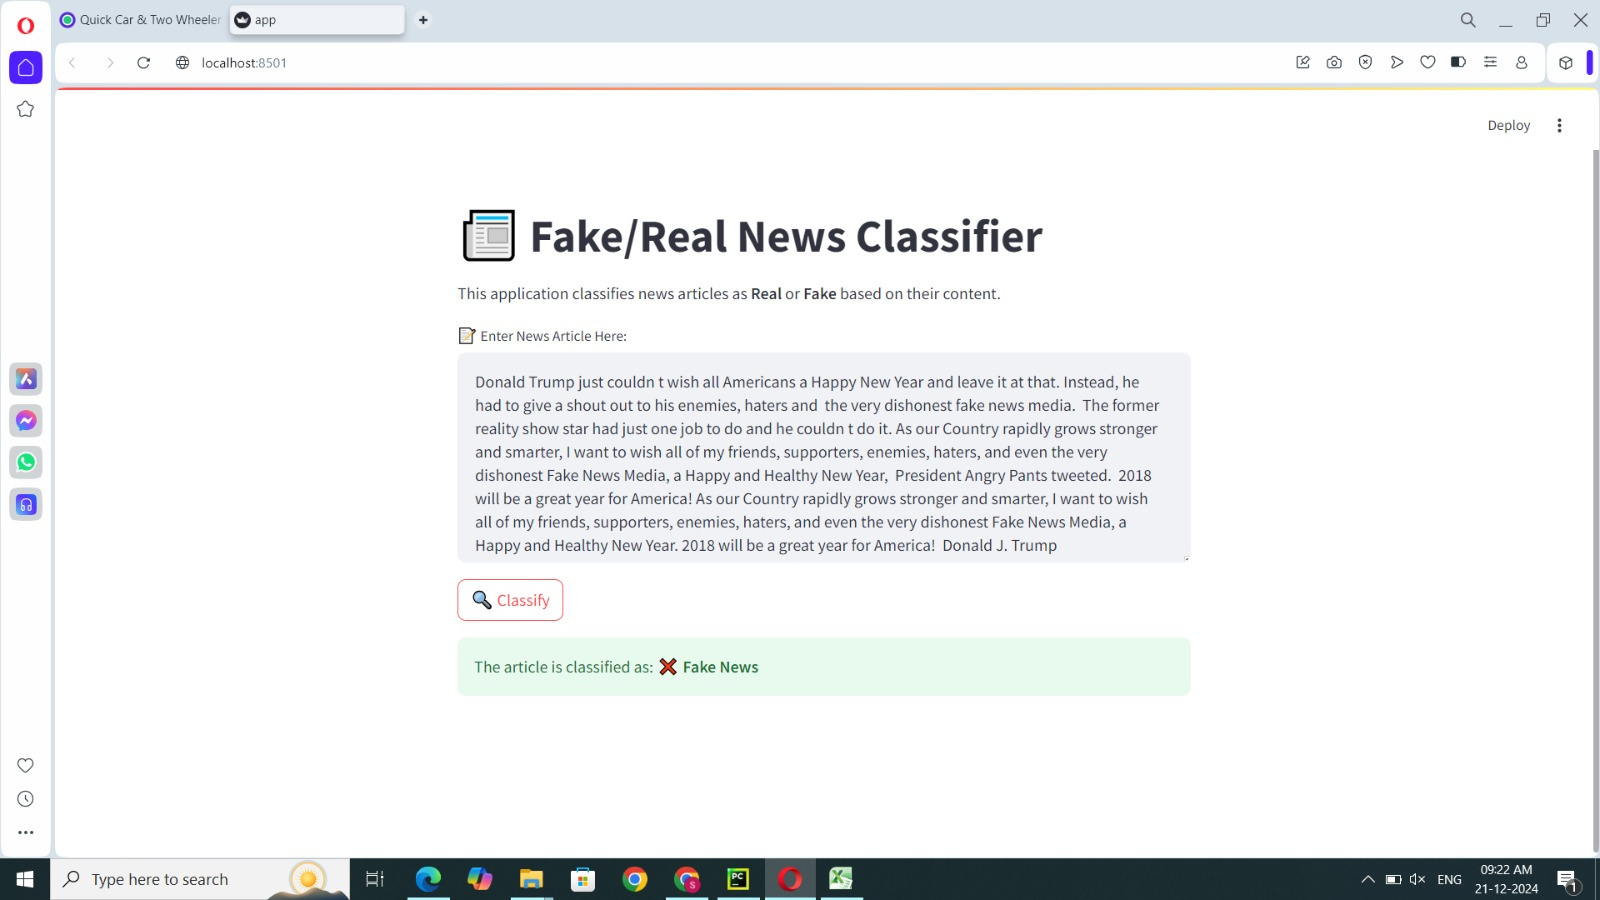 Quick Car & Two Wheeler
app
localhost:8501
Deploy
Fake/Real News Classifier
This application classifies news articles as Real or Fake based on their content.
Enter News Article Here:
Donald Trump just couldn t wish all Americans a Happy New Year and leave it at that. Instead, he
had to give a shout out to his enemies, haters and  the very dishonest fake news media.  The former
reality show star had just one job to do and he couldn t do it. As our Country rapidly grows stronger
and smarter, I want to wish all of my friends, supporters, enemies, haters, and even the very
dishonest Fake News Media, a Happy and Healthy New Year,  President Angry Pants tweeted.  2018
will be a great year for America! As our Country rapidly grows stronger and smarter, I want to wish
all of my friends, supporters, enemies, haters, and even the very dishonest Fake News Media, a
Happy and Healthy New Year. 2018 will be a great year for America!  Donald J. Trump
Classify
The article is classified as: ❌ Fake News
Type here to search
PC
S
ENG
09:22 AM
21-12-2024
1